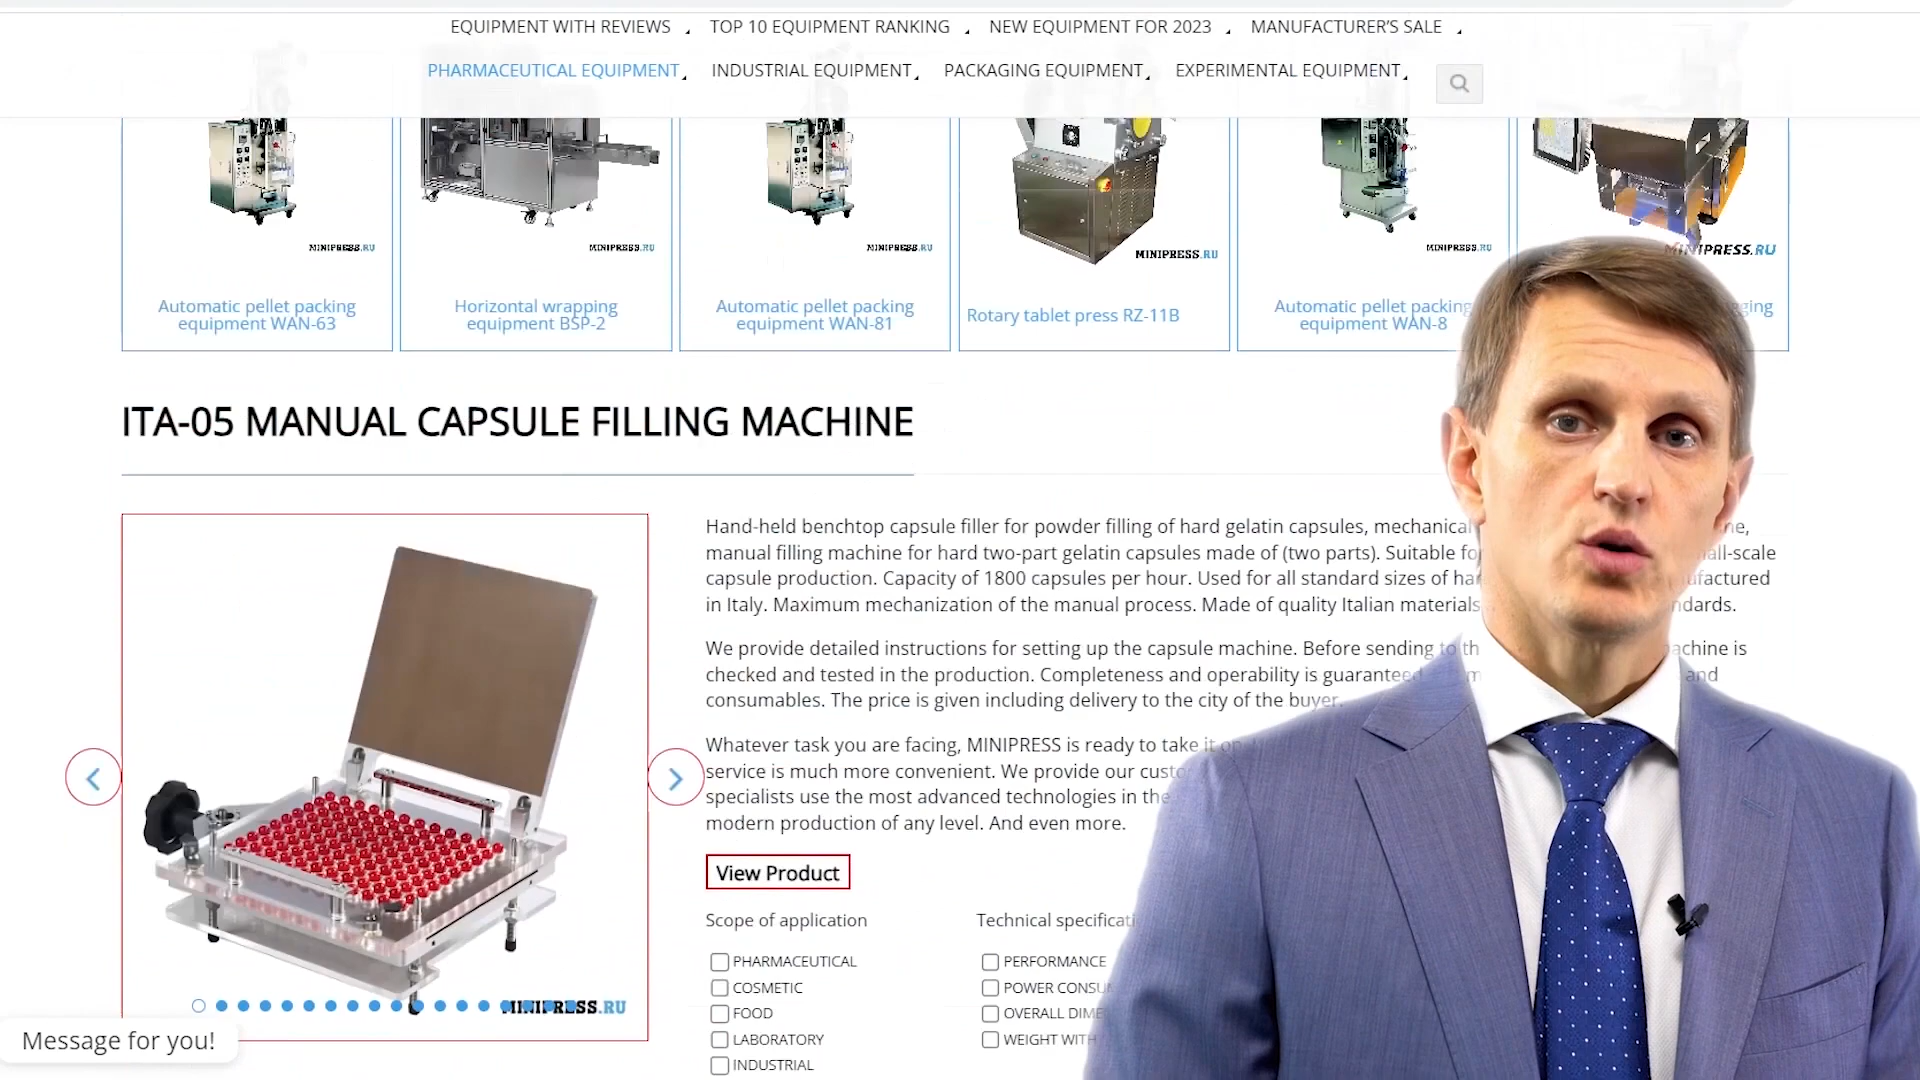 EQUIPMENT WITH REVIEWS TOP 10 EQUIPMENT RANKING NEW EQUIPMENT FOR 2023 MANUFACTURER’S SALE
PHARMACEUTICAL EQUIPMENT INDUSTRIAL EQUIPMENT PACKAGING EQUIPMENT EXPERIMENTAL EQUIPMENT
MINIPRESS.RU MINIPRESS.RU MINIPRESS.RU MINIPRESS.RU MINIPRESS.RU MINIPRESS.RU
Automatic pellet packing
equipment WAN-63
Horizontal wrapping
equipment BSP-2
Automatic pellet packing
equipment WAN-81
Rotary tablet press RZ-11B
Automatic pellet packing
equipment WAN-8
ITA-05 MANUAL CAPSULE FILLING MACHINE
Hand-held benchtop capsule filler for powder filling of hard gelatin capsules, mechanical
manual filling machine for hard two-part gelatin capsules made of (two parts). Suitable
capsule production. Capacity of 1800 capsules per hour. Used for all standard sizes of
in Italy. Maximum mechanization of the manual process. Made of quality Italian materials
We provide detailed instructions for setting up the capsule machine. Before sending to machine is
checked and tested in the production. Completeness and operability is guaranteed and
consumables. The price is given including delivery to the city of the buyer.
Whatever task you are facing, MINIPRESS is ready to take it
service is much more convenient. We provide our
specialists use the most advanced technologies in the
modern production of any level. And even more.
View Product
Scope of application
PHARMACEUTICAL
COSMETIC
FOOD
LABORATORY
INDUSTRIAL
Technical
PERFORMANCE
POWER
OVERALL
WEIGHT WITH
MINIPRESS.RU
Message for you!